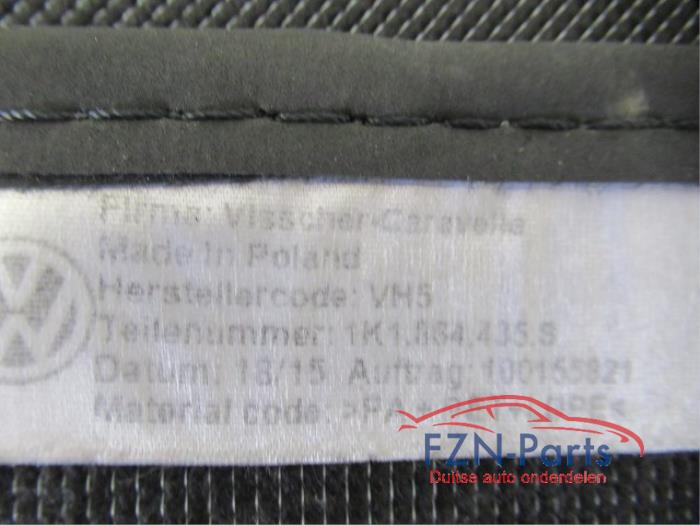 Firma: Visscher-Caravelle
Made in Poland
Herstellercode: VH5
Teilenummer: 1K1.864.435.S
Datum: 18/15 Auftrag: 100155821
Material code: >PA
FZN-Parts
Duitse auto onderdelen